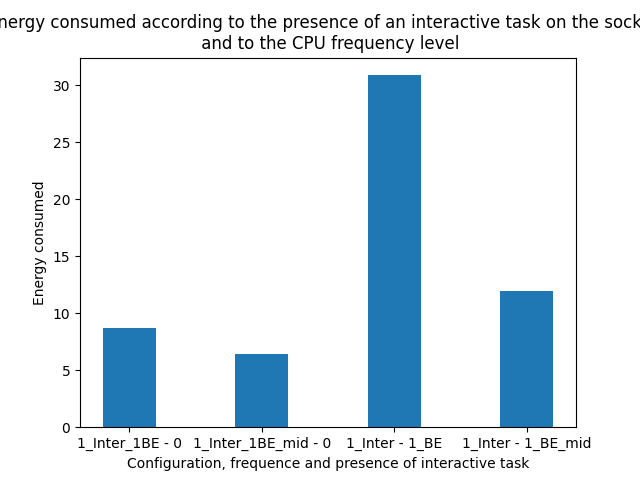 nergy consumed according to the presence of an interactive task on the sock
and to the CPU frequency level
30
25
20
15
10
5
0
Energy consumed
1_Inter_1BE - 0 1_Inter_1BE_mid - 0 1_Inter - 1_BE 1_Inter - 1_BE_mid
Configuration, frequence and presence of interactive task